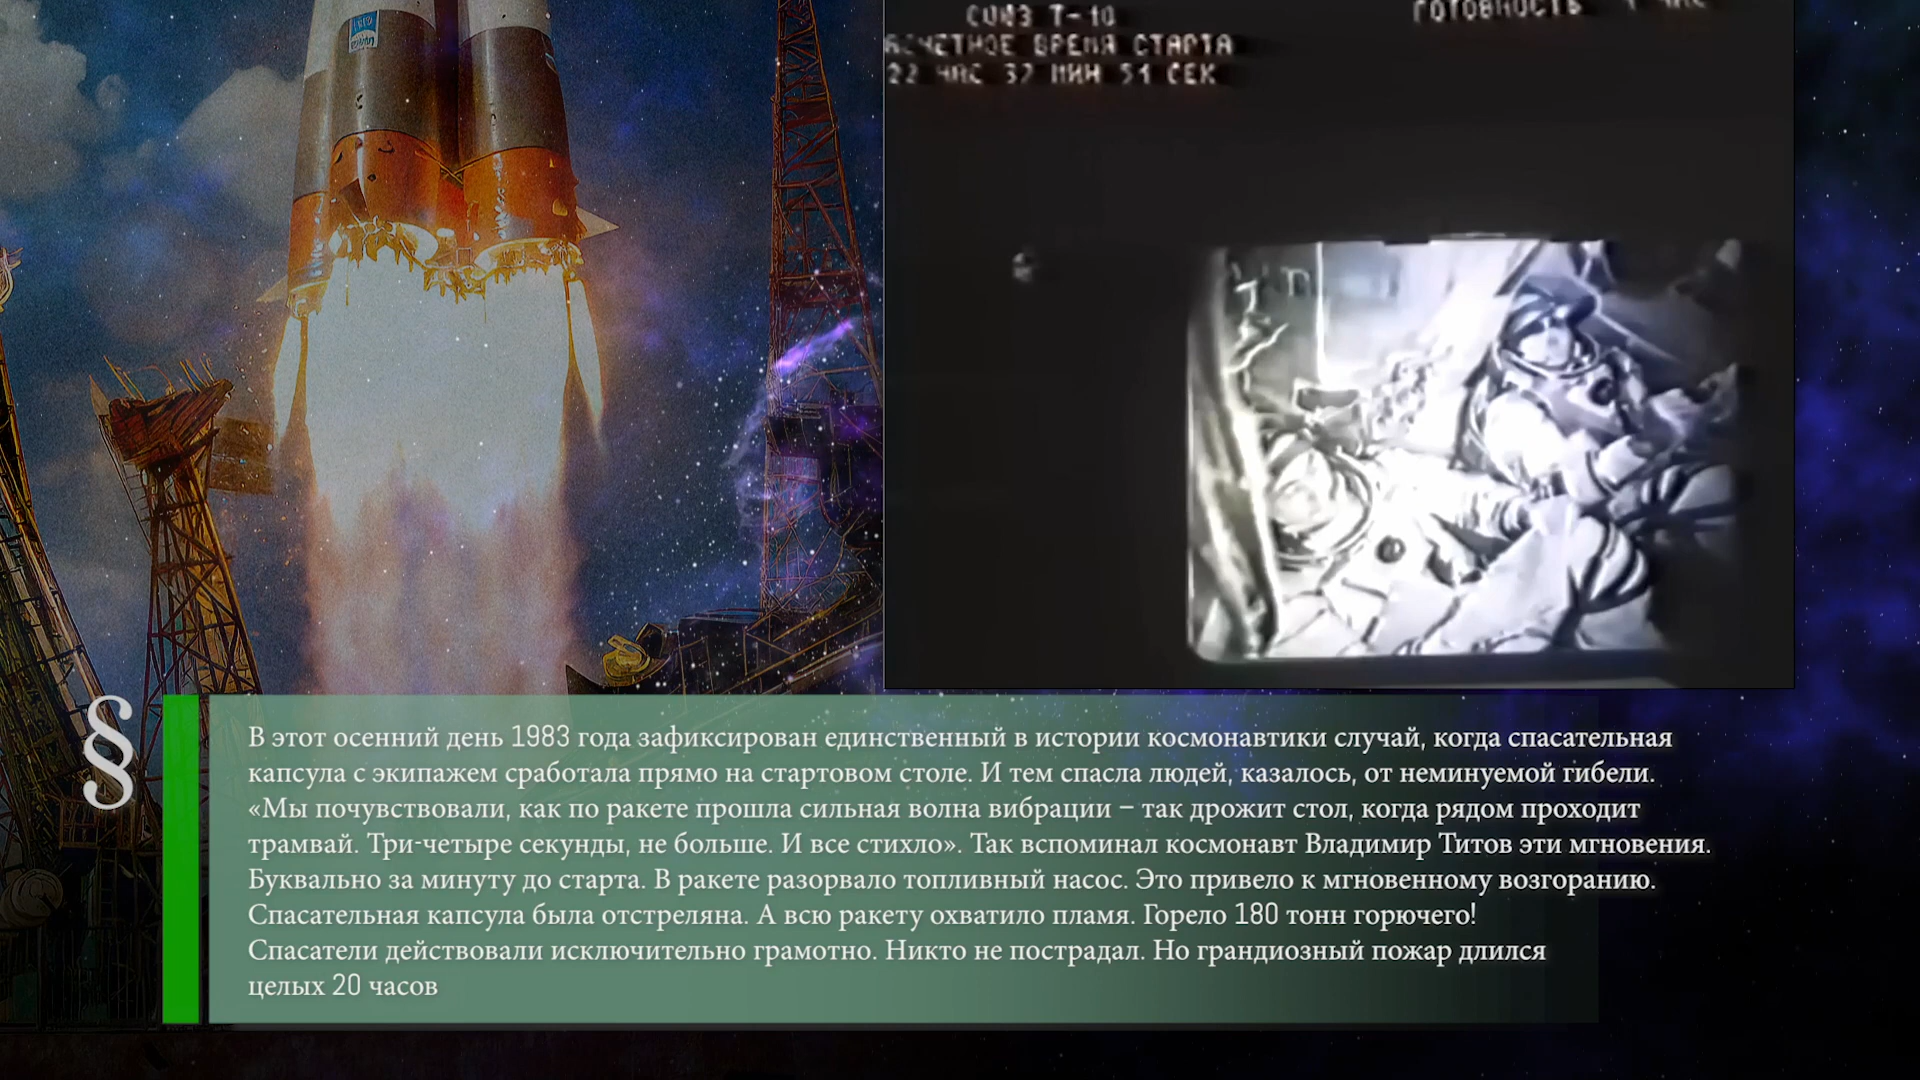 СОЮЗ Т-10
ГОТОВНОСТЬ 1 ЧАС
ВРЕМЯ СТАРТА
22 ЧАС 37 МИН 51 СЕК
§
В этот осенний день 1983 года зафиксирован единственный в истории космонавтики случай, когда спасательная
капсула с экипажем сработала прямо на стартовом столе. И тем спасла людей, казалось, от неминуемой гибели.
«Мы почувствовали, как по ракете прошла сильная волна вибрации – так дрожит стол, когда рядом проходит
трамвай. Три-четыре секунды, не больше. И все стихло». Так вспоминал космонавт Владимир Титов эти мгновения.
Буквально за минуту до старта. В ракете разорвало топливный насос. Это привело к мгновенному возгоранию.
Спасательная капсула была отстреляна. А всю ракету охватило пламя. Горело 180 тонн горючего!
Спасатели действовали исключительно грамотно. Никто не пострадал. Но грандиозный пожар длился
целых 20 часов